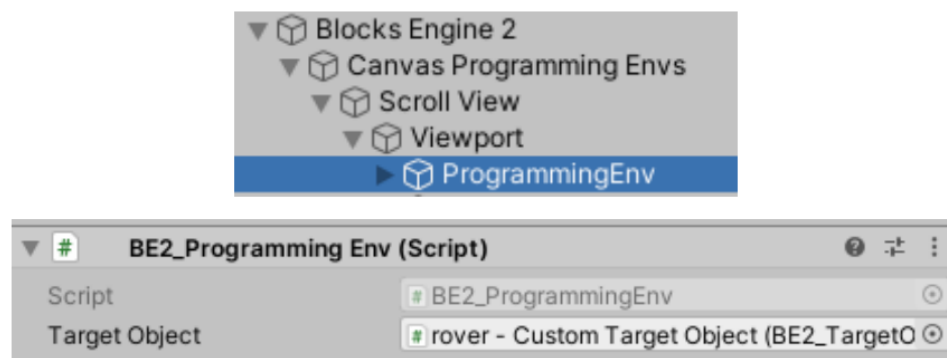 Blocks Engine 2
Canvas Programming Envs
Scroll View
Viewport
ProgrammingEnv
# BE2_Programming Env (Script)
Script # BE2_ProgrammingEnv
Target Object # rover - Custom Target Object (BE2_TargetO